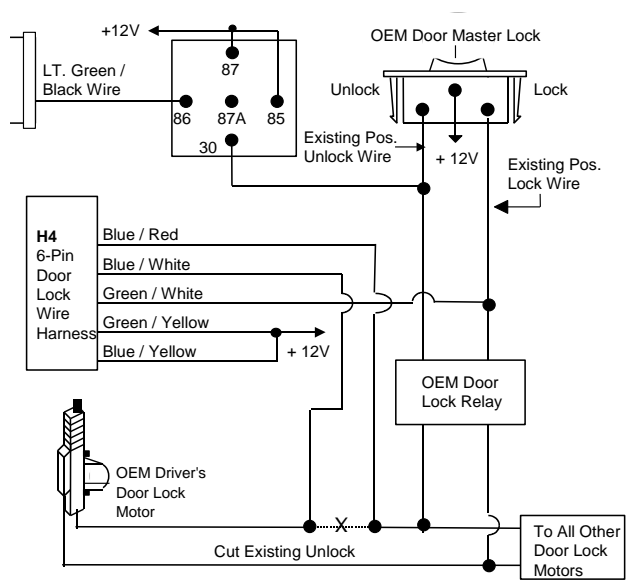 +12V
OEM Door Master Lock
LT. Green /
Black Wire
87
86
87A
85
30
Unlock
Lock
+ 12V
Existing Pos.
Unlock Wire
Existing Pos.
Lock Wire
H4
6-Pin
Door
Lock
Wire
Harness
Blue / Red
Blue / White
Green / White
Green / Yellow
Blue / Yellow
+ 12V
OEM Door
Lock Relay
OEM Driver's
Door Lock
Motor
X
Cut Existing Unlock
To All Other
Door Lock
Motors